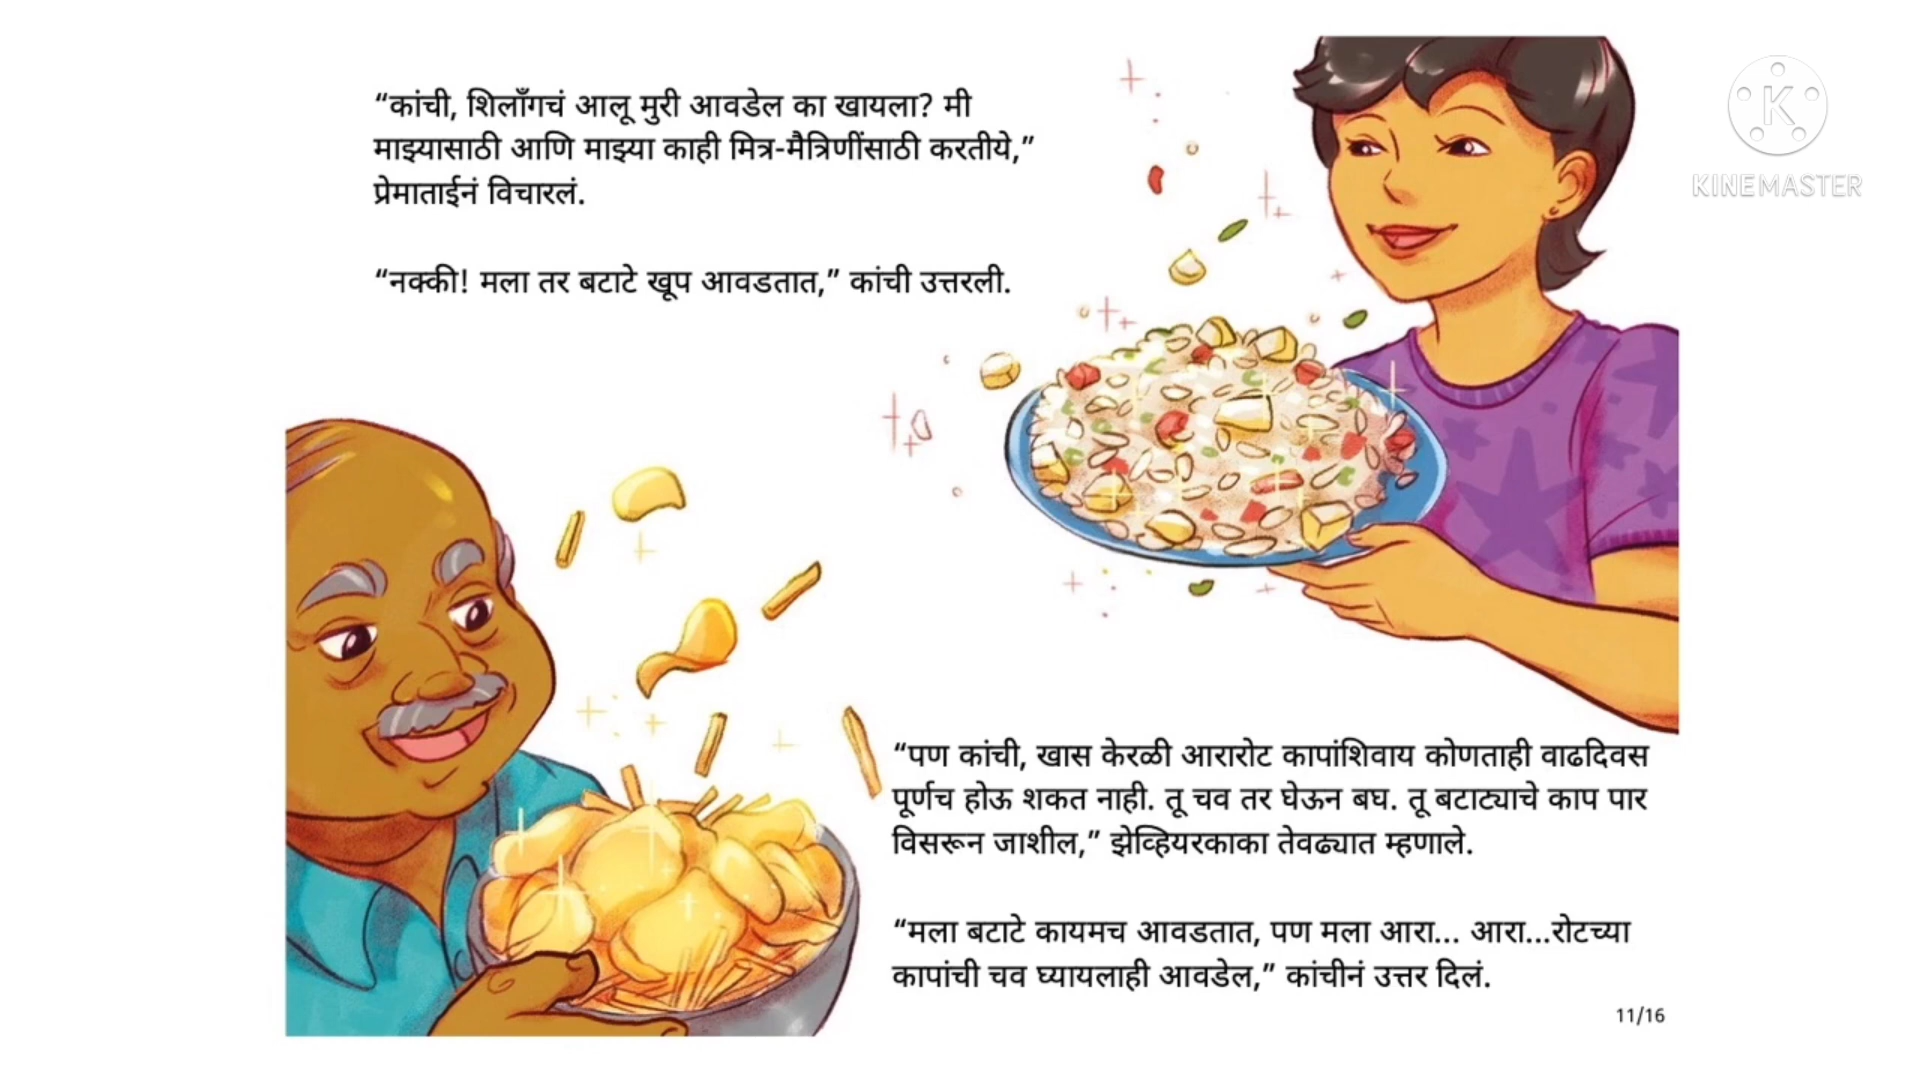 “कांची, शिलाँगचं आलू मुरी आवडेल का खायला? मी
माझ्यासाठी आणि माझ्या काही मित्र-मैत्रिणींसाठी करतीये,”
प्रेमाताईनं विचारलं.
“नक्की! मला तर बटाटे खूप आवडतात,” कांची उत्तरली.
KINEMASTER
“पण कांची, खास केरळी आरारोट कापांशिवाय कोणताही वाढदिवस
पूर्णच होऊ शकत नाही. तू चव तर घेऊन बघ. तू बटाट्याचे काप पार
विसरून जाशील,” झेव्हियरकाका तेवढ्यात म्हणाले.
“मला बटाटे कायमच आवडतात, पण मला आरा... आरा...रोटच्या
कापांची चव घ्यायलाही आवडेल,” कांचीनं उत्तर दिलं.
11/16